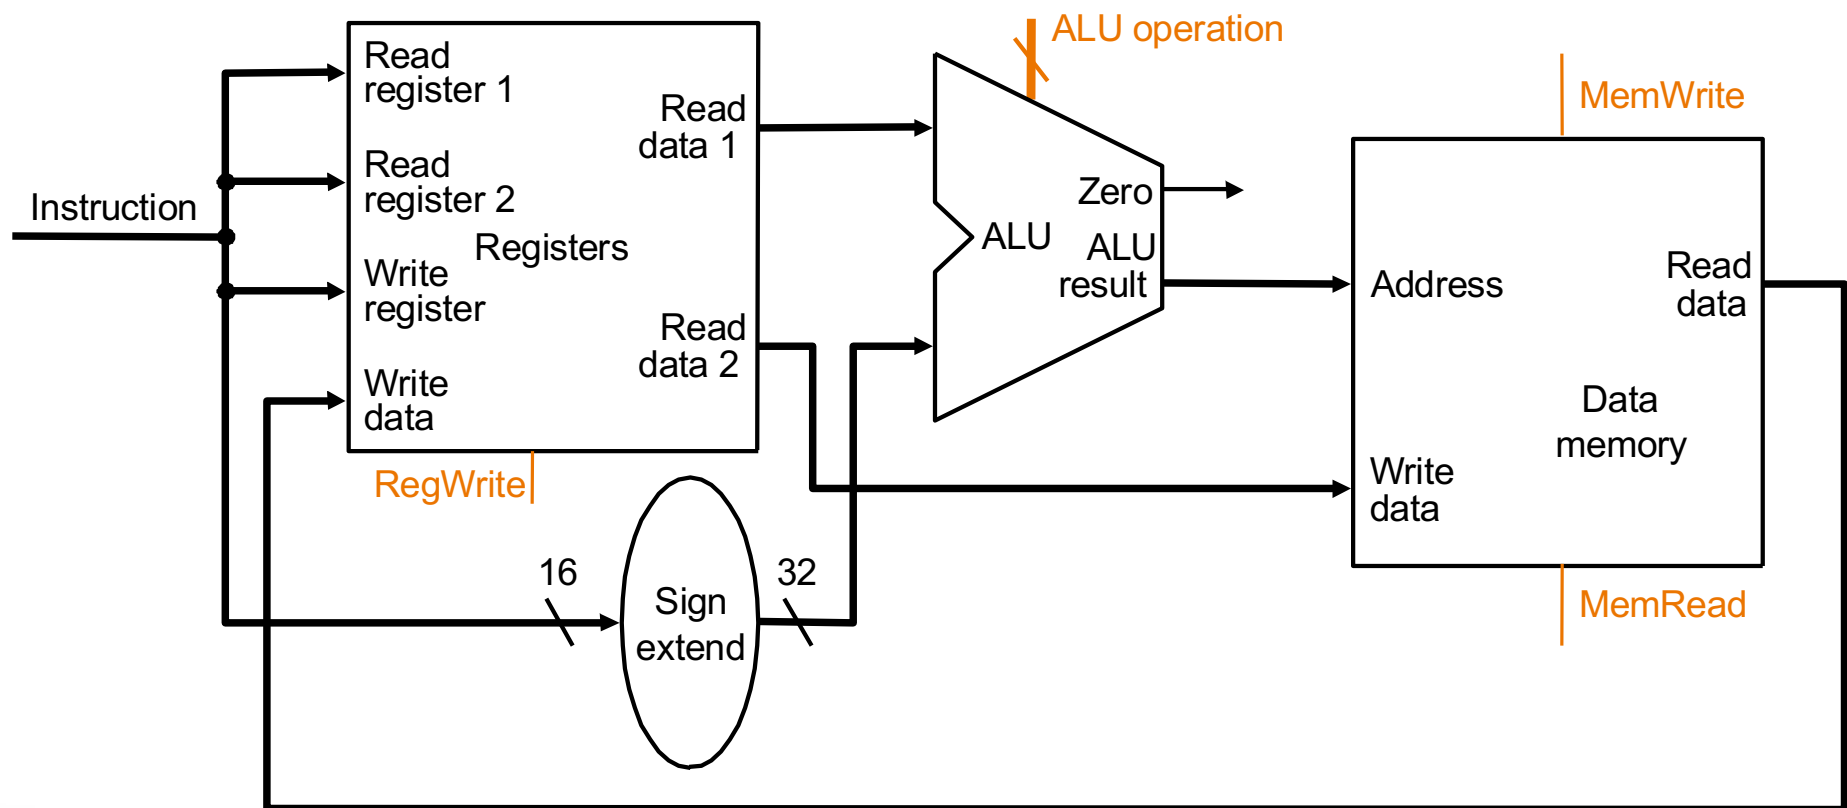 ALU operation
Read
register 1
MemWrite
Read
data 1
Read
register 2
Zero
Instruction
Registers
ALU
ALU
result
Write
register
Address
Read
data
Read
data 2
Write
data
Data
memory
RegWrite
Write
data
16
32
Sign
extend
MemRead